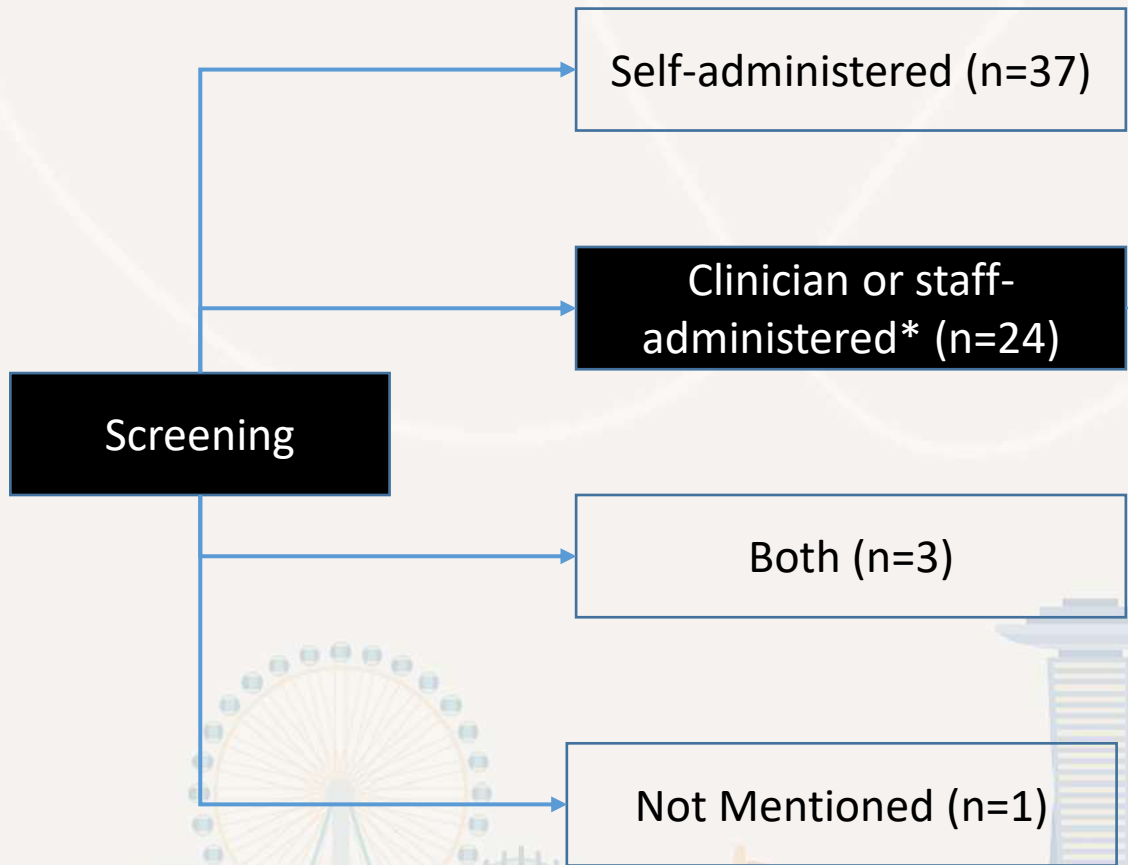 Self-administered (n=37)
Clinician or staff-
administered* (n=24)
Screening
Both (n=3)
Not Mentioned (n=1)